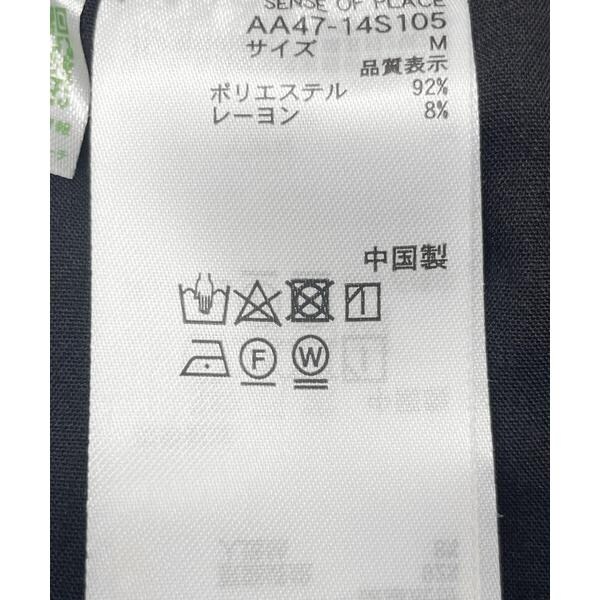 SENSE OF PLACE
AA47-14S105
サイズ M
品質表示
ポリエステル 92%
レーヨン 8%
中国製
F
W